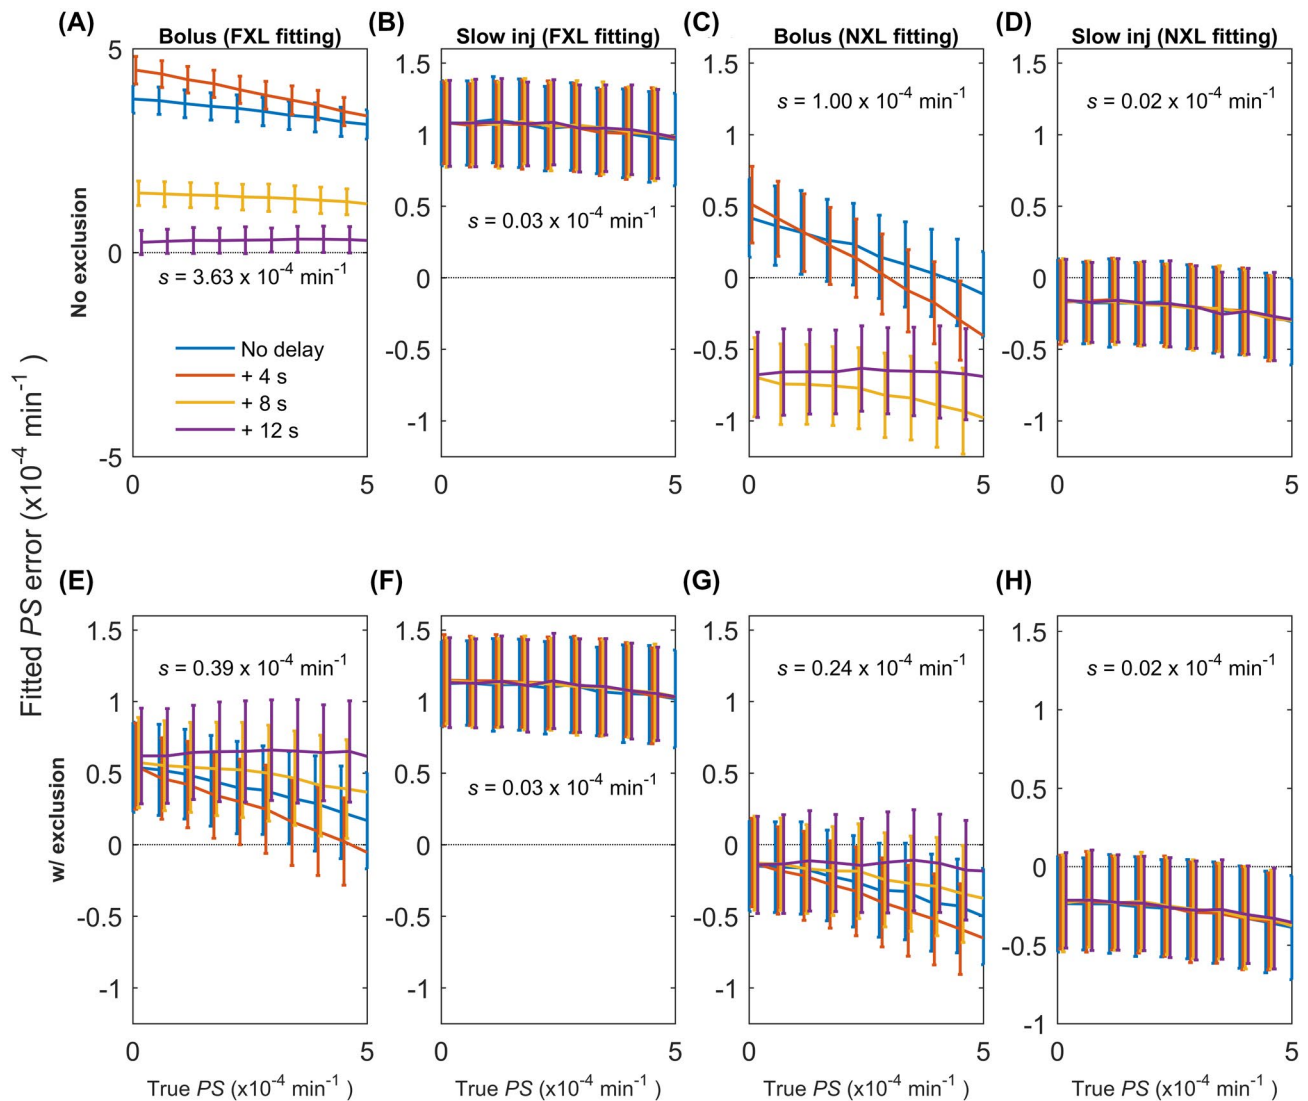 (A)
Bolus (FXL fitting)
(B)
Slow inj (FXL fitting)
(C)
Bolus (NXL fitting)
(D)
Slow inj (NXL fitting)
No exclusion
5
0
-5
s = 3.63 x 10⁻⁴ min⁻¹
No delay
+ 4 s
+ 8 s
+ 12 s
0
5
1.5
1
0.5
0
-0.5
-1
s = 0.03 x 10⁻⁴ min⁻¹
0
5
1.5
1
0.5
0
-0.5
-1
s = 1.00 x 10⁻⁴ min⁻¹
0
5
1.5
1
0.5
0
-0.5
-1
s = 0.02 x 10⁻⁴ min⁻¹
0
5
Fitted PS error (x10⁻⁴ min⁻¹)
(E)
(F)
(G)
(H)
w/ exclusion
1.5
1
0.5
0
-0.5
-1
s = 0.39 x 10⁻⁴ min⁻¹
0
5
True PS (x10⁻⁴ min⁻¹)
1.5
1
0.5
0
-0.5
-1
s = 0.03 x 10⁻⁴ min⁻¹
0
5
True PS (x10⁻⁴ min⁻¹)
1.5
1
0.5
0
-0.5
-1
s = 0.24 x 10⁻⁴ min⁻¹
0
5
True PS (x10⁻⁴ min⁻¹)
1.5
1
0.5
0
-0.5
-1
s = 0.02 x 10⁻⁴ min⁻¹
0
5
True PS (x10⁻⁴ min⁻¹)